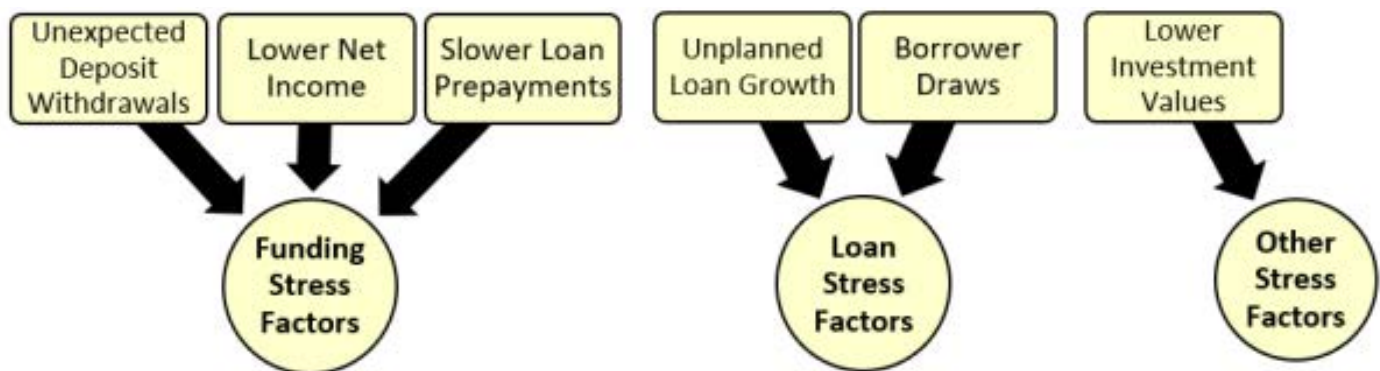 Unexpected
Deposit
Withdrawals
Lower Net
Income
Slower Loan
Prepayments
Unplanned
Loan Growth
Borrower
Draws
Lower
Investment
Values
Funding
Stress
Factors
Loan
Stress
Factors
Other
Stress
Factors